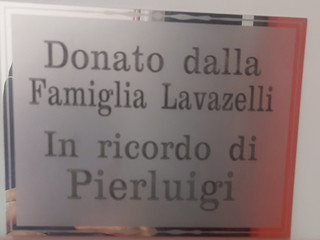 Donato dalla
Famiglia Lavazelli
In ricordo di
Pierluigi